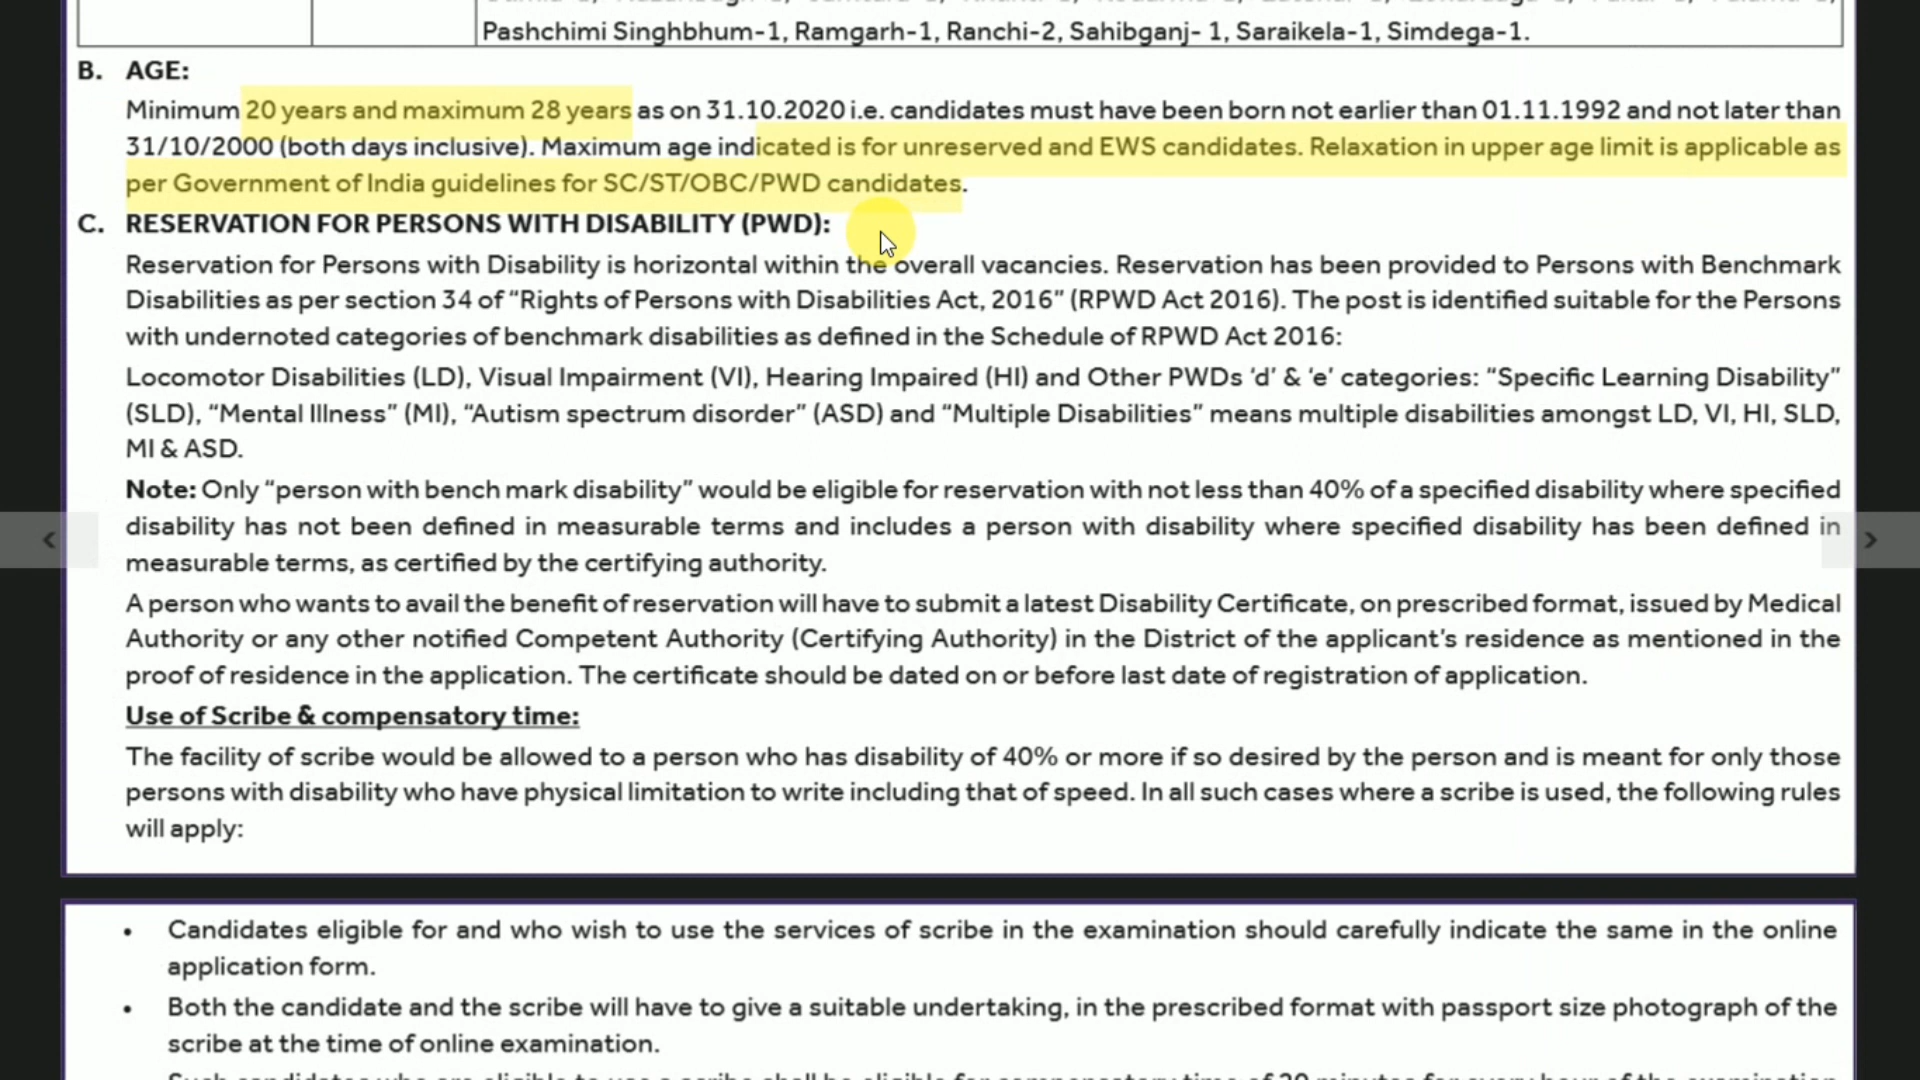 Pashchimi Singhbhum-1, Ramgarh-1, Ranchi-2, Sahibganj- 1, Saraikela-1, Simdega-1.
B. AGE:
Minimum 20 years and maximum 28 years as on 31.10.2020 i.e. candidates must have been born not earlier than 01.11.1992 and not later than
31/10/2000 (both days inclusive). Maximum age indicated is for unreserved and EWS candidates. Relaxation in upper age limit is applicable as
per Government of India guidelines for SC/ST/OBC/PWD candidates.
C. RESERVATION FOR PERSONS WITH DISABILITY (PWD):
Reservation for Persons with Disability is horizontal within the overall vacancies. Reservation has been provided to Persons with Benchmark
Disabilities as per section 34 of “Rights of Persons with Disabilities Act, 2016” (RPWD Act 2016). The post is identified suitable for the Persons
with undernoted categories of benchmark disabilities as defined in the Schedule of RPWD Act 2016:
Locomotor Disabilities (LD), Visual Impairment (VI), Hearing Impaired (HI) and Other PWDs ‘d’ & ‘e’ categories: “Specific Learning Disability”
(SLD), “Mental Illness” (MI), “Autism spectrum disorder” (ASD) and “Multiple Disabilities” means multiple disabilities amongst LD, VI, HI, SLD,
MI & ASD.
Note: Only “person with bench mark disability” would be eligible for reservation with not less than 40% of a specified disability where specified
disability has not been defined in measurable terms and includes a person with disability where specified disability has been defined in
measurable terms, as certified by the certifying authority.
A person who wants to avail the benefit of reservation will have to submit a latest Disability Certificate, on prescribed format, issued by Medical
Authority or any other notified Competent Authority (Certifying Authority) in the District of the applicant’s residence as mentioned in the
proof of residence in the application. The certificate should be dated on or before last date of registration of application.
Use of Scribe & compensatory time:
The facility of scribe would be allowed to a person who has disability of 40% or more if so desired by the person and is meant for only those
persons with disability who have physical limitation to write including that of speed. In all such cases where a scribe is used, the following rules
will apply:
• Candidates eligible for and who wish to use the services of scribe in the examination should carefully indicate the same in the online
application form.
• Both the candidate and the scribe will have to give a suitable undertaking, in the prescribed format with passport size photograph of the
scribe at the time of online examination.